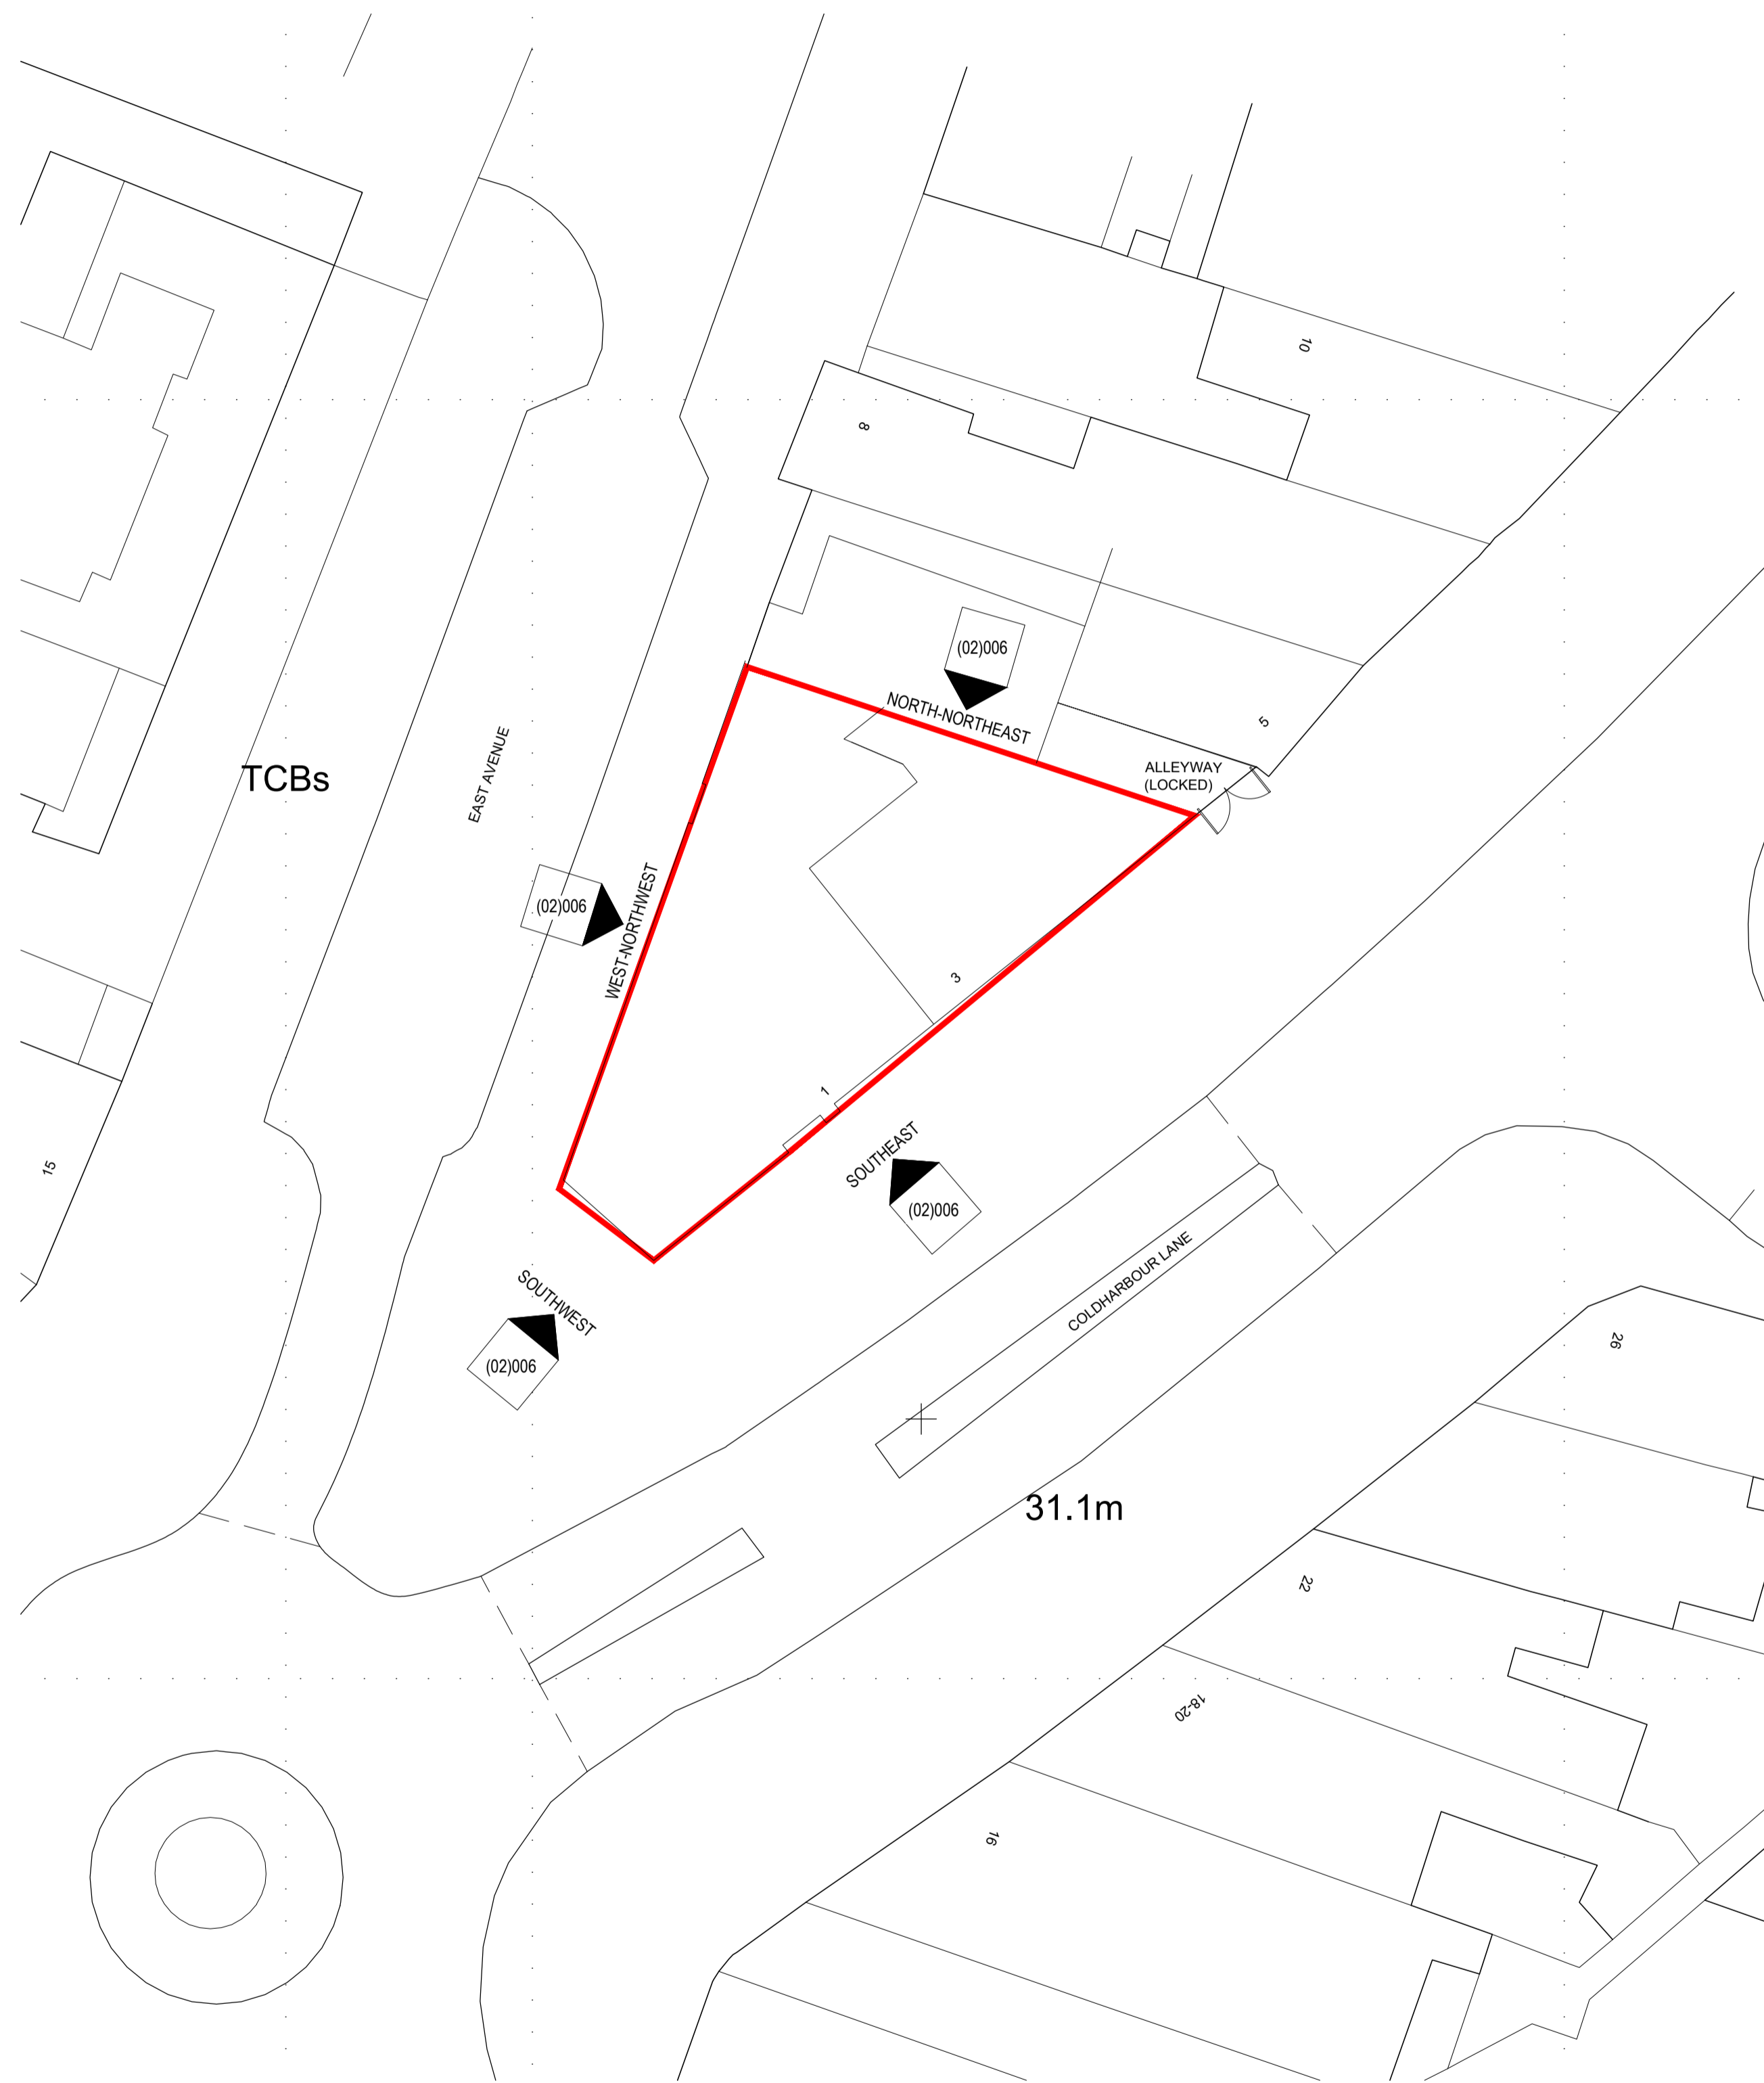 10
8
(02)006
NORTH-NORTHEAST
5
ALLEYWAY
(LOCKED)
EAST AVENUE
TCBs
(02)006
WEST-NORTHWEST
3
1
SOUTHEAST
(02)006
15
COLDHARBOUR LANE
SOUTHWEST
(02)006
26
31.1m
22
18-20
16